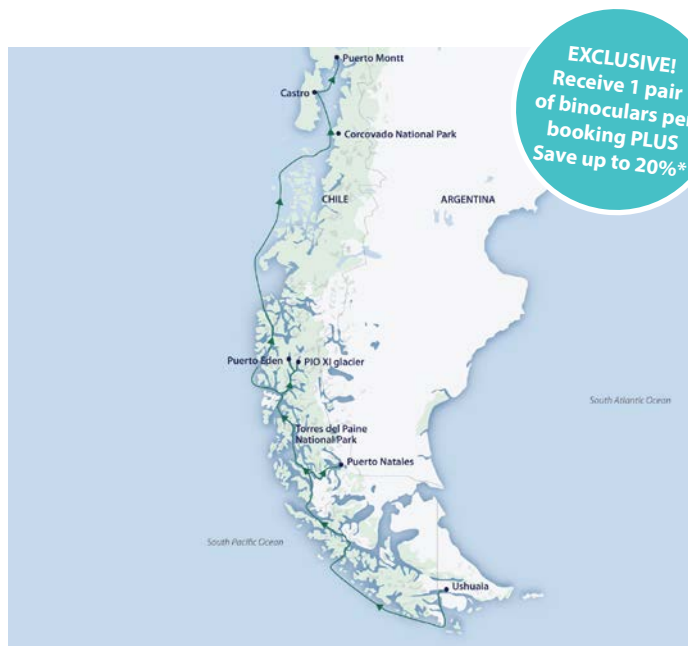 Puerto Montt
EXCLUSIVE!
Receive 1 pair
of binoculars per
booking PLUS
Save up to 20%*
Castro
Corcovado National Park
CHILE
ARGENTINA
Puerto Eden
PIO XI glacier
South Atlantic Ocean
Torres del Paine
National Park
Puerto Natales
South Pacific Ocean
Ushuaia